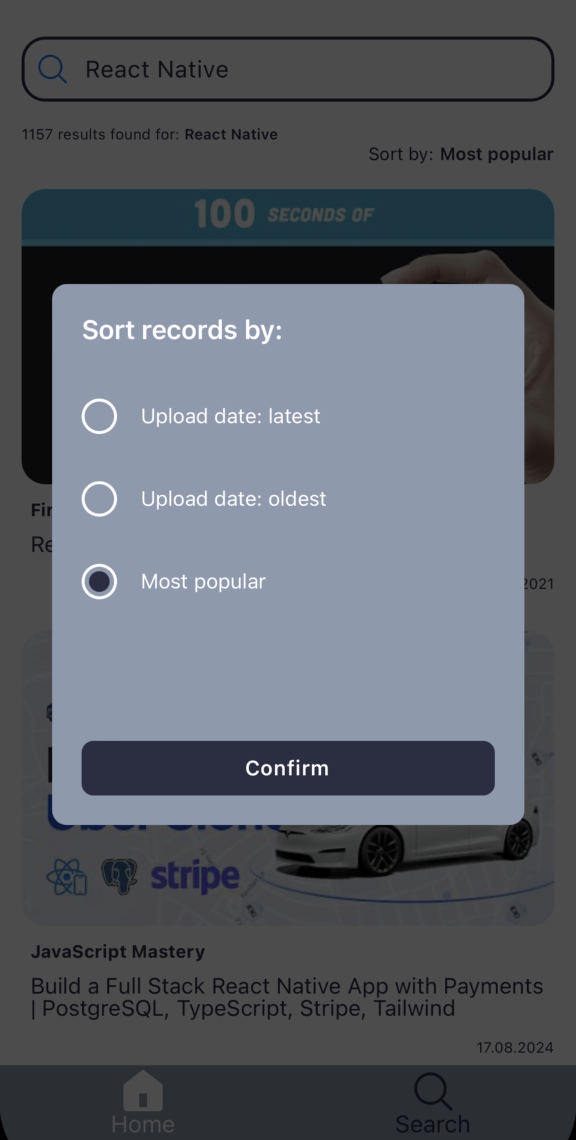 React Native
1157 results found for: React Native
Sort by: Most popular
100 SECONDS OF
Sort records by:
Upload date: latest
Upload date: oldest
Most popular
2021
Confirm
stripe
JavaScript Mastery
Build a Full Stack React Native App with Payments
| PostgreSQL, TypeScript, Stripe, Tailwind
17.08.2024
Home
Search